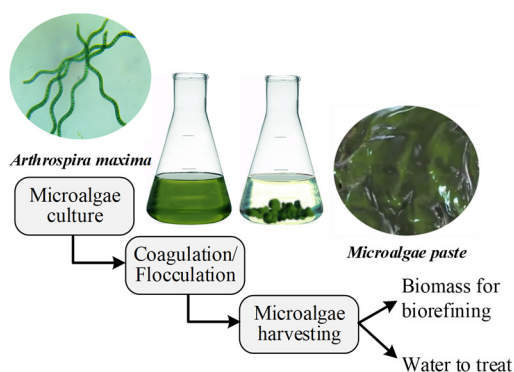 Arthrospira maxima
Microalgae
culture
Coagulation/
Flocculation
Microalgae paste
Microalgae
harvesting
Biomass for
biorefining
Water to treat